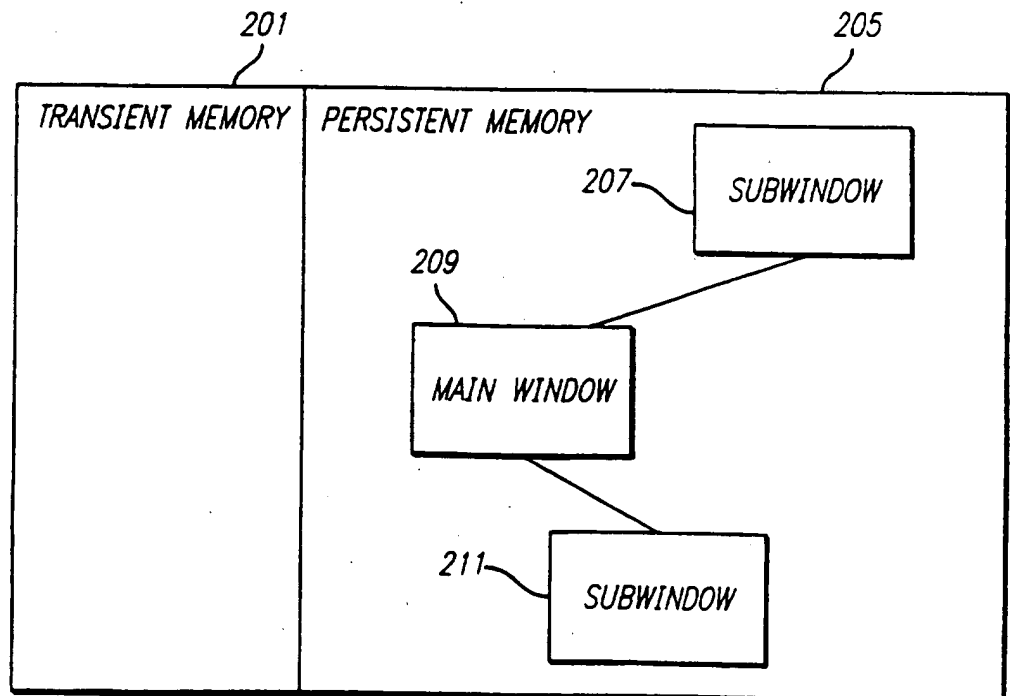 201
205
TRANSIENT MEMORY
PERSISTENT MEMORY
207
SUBWINDOW
209
MAIN WINDOW
211
SUBWINDOW